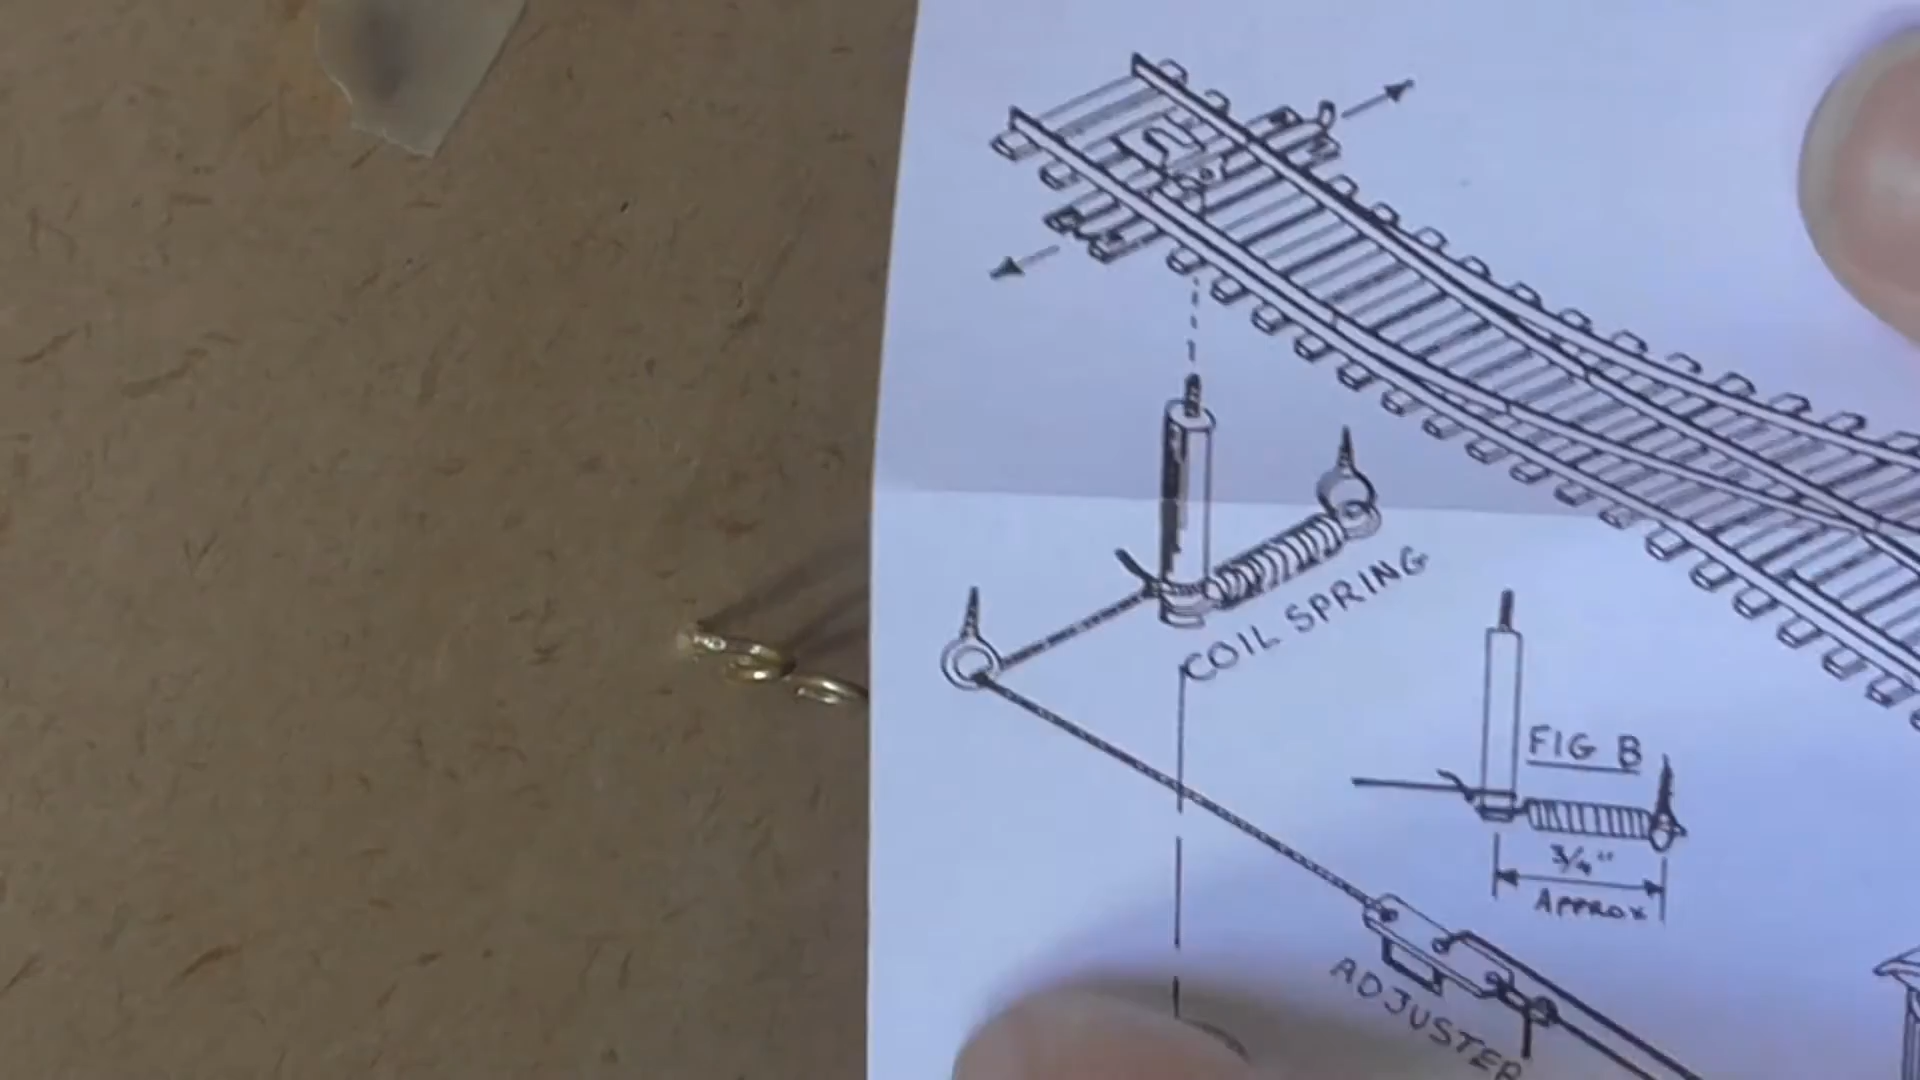 COIL SPRING
FIG B
3/4"
APPROX
ADJUSTER